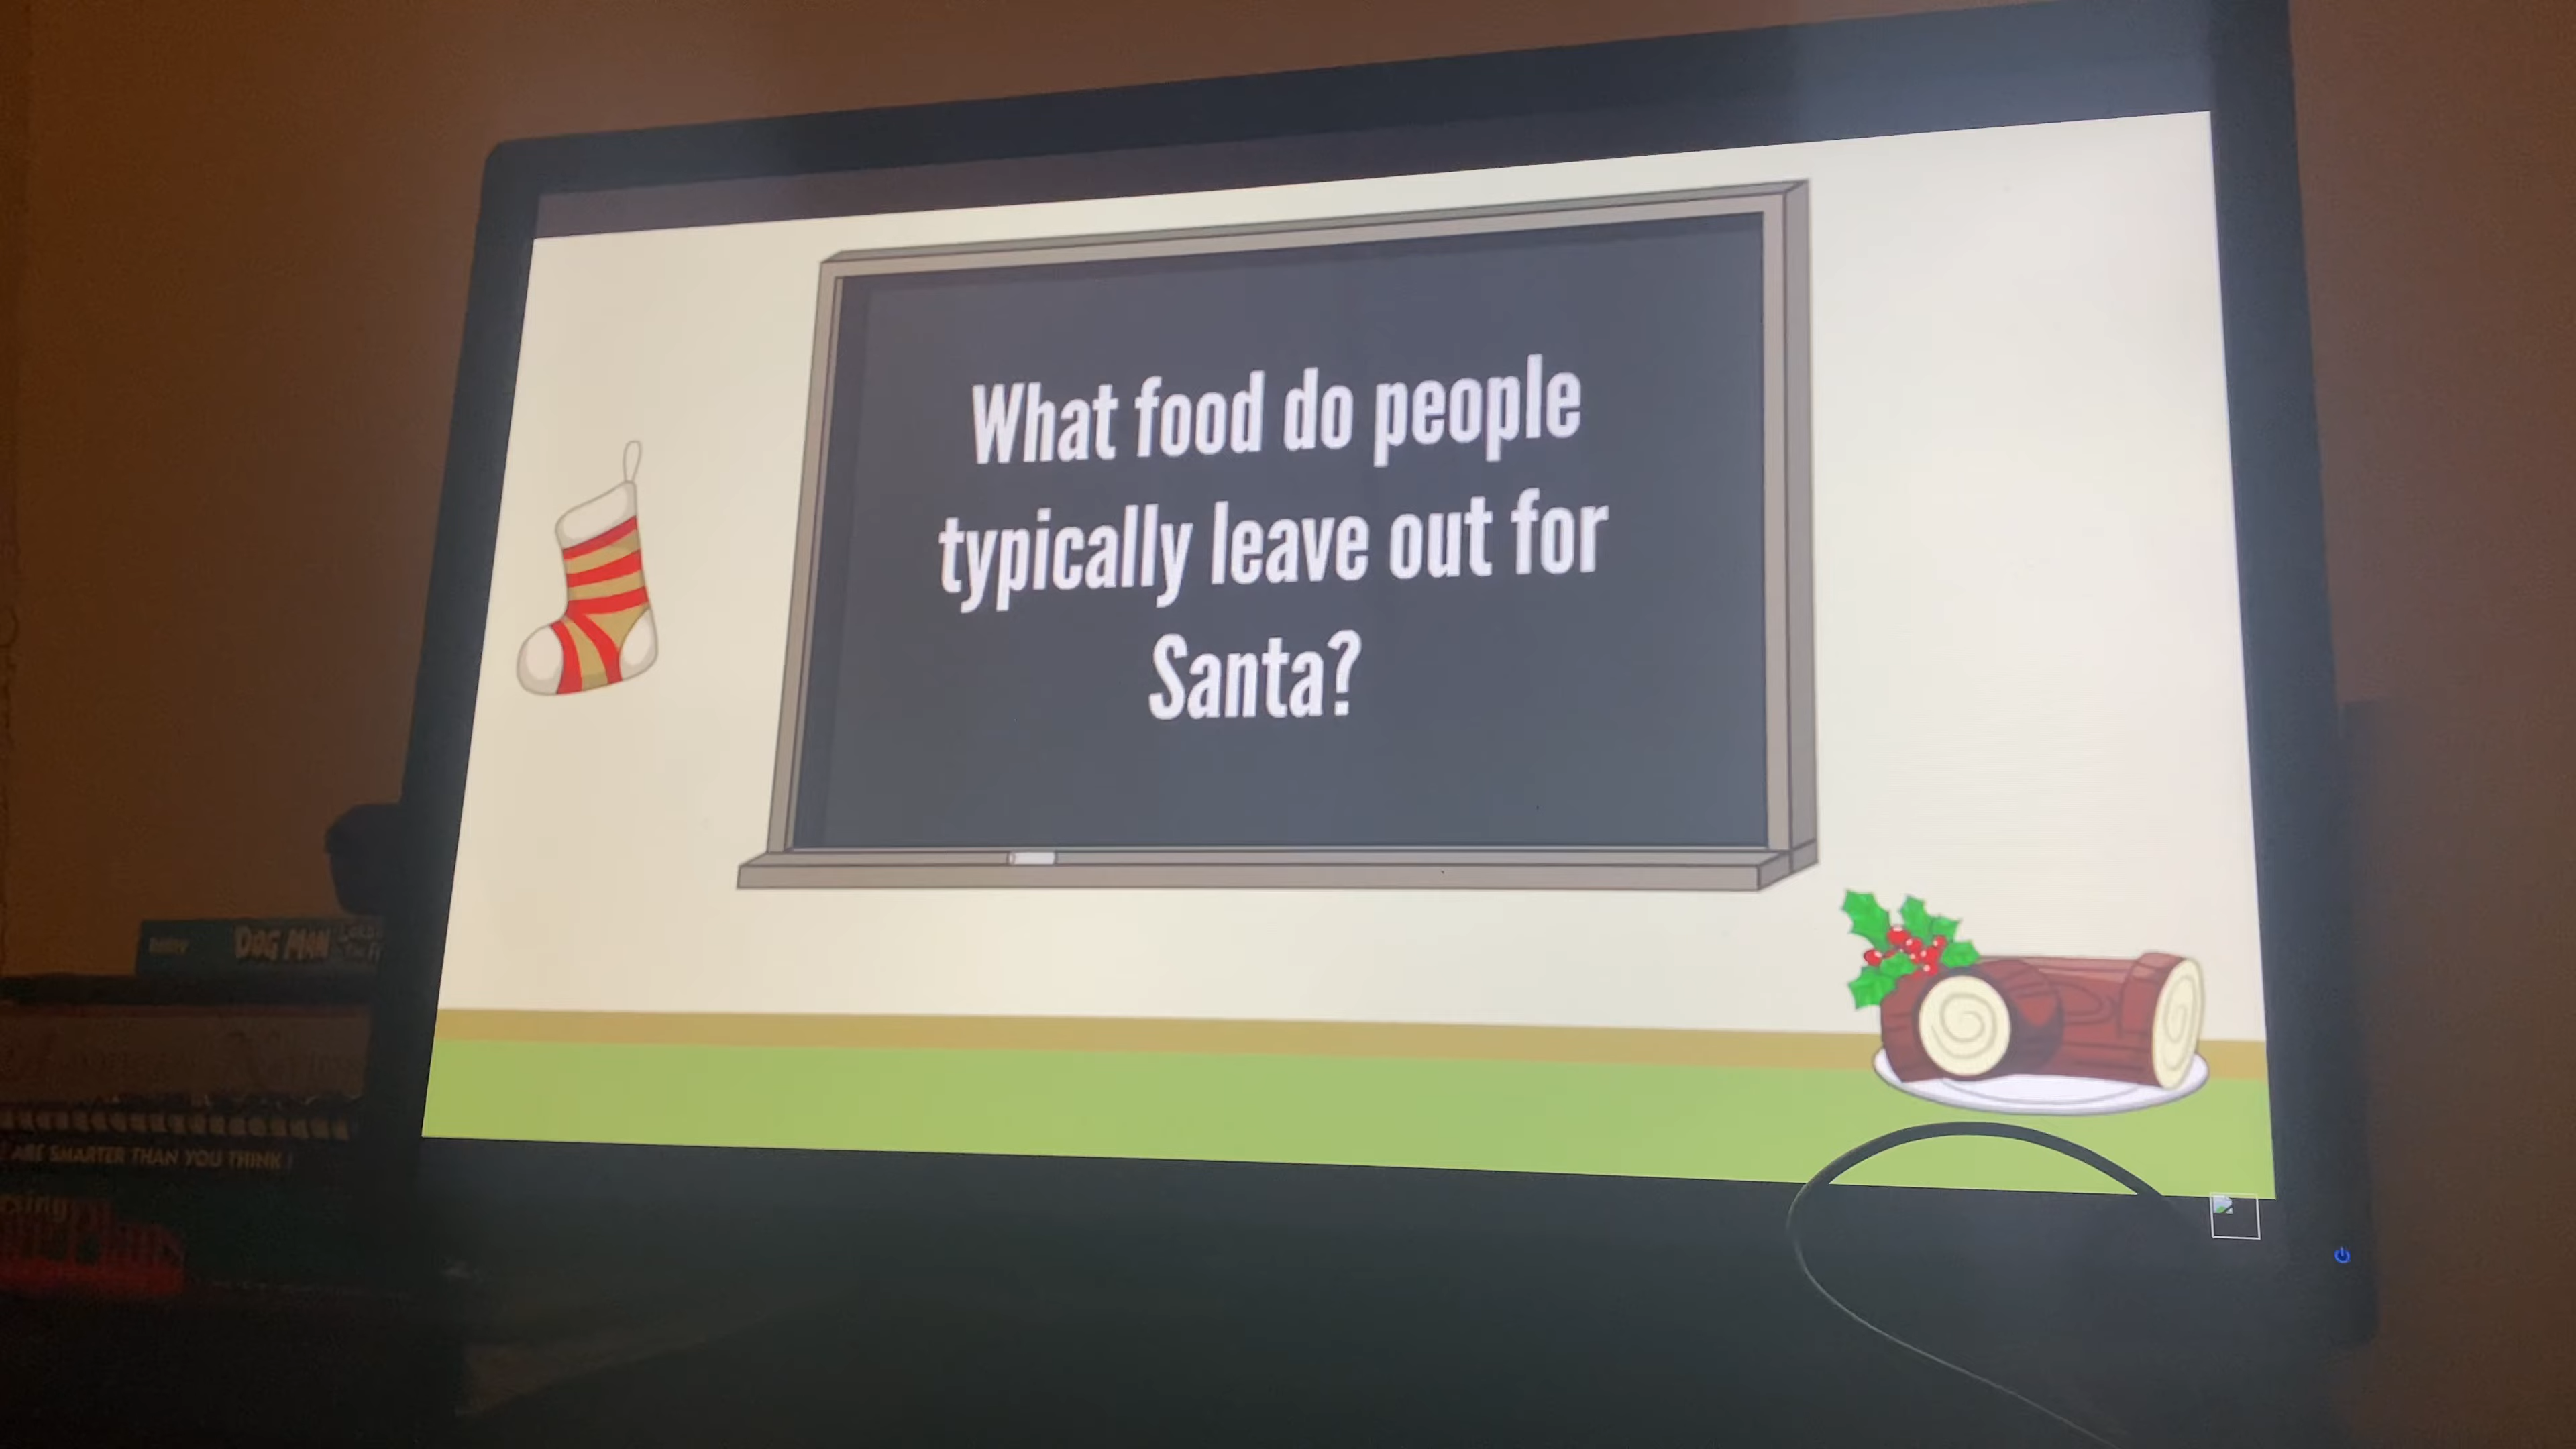 What food do people
typically leave out for
Santa?
DOG MAN
ARE SMARTER THAN YOU THINK!